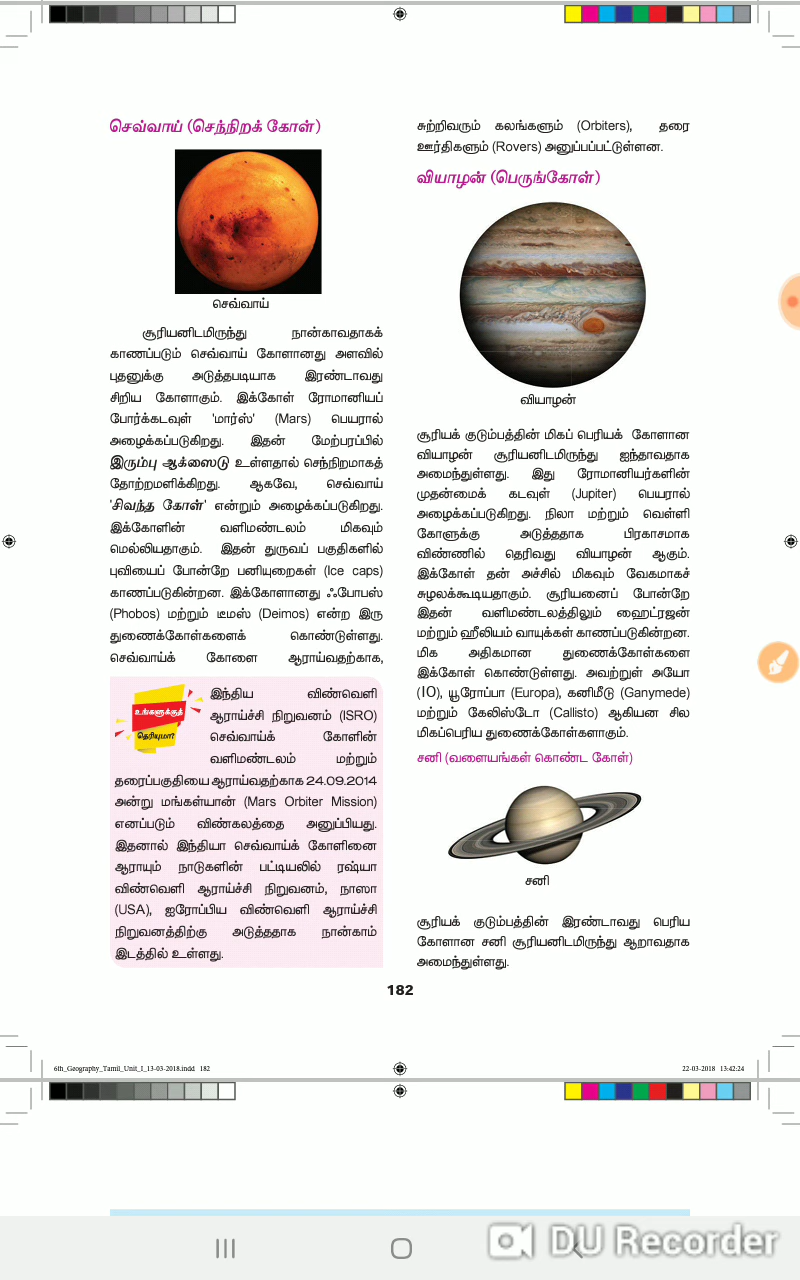 செவ்வாய் (செந்நிறக் கோள்)
செவ்வாய்
சூரியனிடமிருந்து நான்காவதாகக்
காணப்படும் செவ்வாய் கோளானது அளவில்
புதனுக்கு அடுத்தபடியாக இரண்டாவது
சிறிய கோளாகும். இக்கோள் ரோமானியப்
போர்க்கடவுள் 'மார்ஸ்' (Mars) பெயரால்
அழைக்கப்படுகிறது. இதன் மேற்பரப்பில்
இரும்பு ஆக்ஸைடு உள்ளதால் செந்நிறமாகத்
தோற்றமளிக்கிறது. ஆகவே, செவ்வாய்
'சிவந்த கோள்' என்றும் அழைக்கப்படுகிறது.
இக்கோளின் வளிமண்டலம் மிகவும்
மெல்லியதாகும். இதன் துருவப் பகுதிகளில்
புவியைப் போன்றே பனியுறைகள் (Ice caps)
காணப்படுகின்றன. இக்கோளானது ஃபோபஸ்
(Phobos) மற்றும் டீமஸ் (Deimos) என்ற இரு
துணைக்கோள்களைக் கொண்டுள்ளது.
செவ்வாய்க் கோளை ஆராய்வதற்காக,
உங்களுக்குத்
தெரியுமா?
இந்திய விண்வெளி
ஆராய்ச்சி நிறுவனம் (ISRO)
செவ்வாய்க் கோளின்
வளிமண்டலம் மற்றும்
தரைப்பகுதியை ஆராய்வதற்காக 24.09.2014
அன்று மங்கள்யான் (Mars Orbiter Mission)
எனப்படும் விண்கலத்தை அனுப்பியது.
இதனால் இந்தியா செவ்வாய்க் கோளினை
ஆராயும் நாடுகளின் பட்டியலில் ரஷ்யா
விண்வெளி ஆராய்ச்சி நிறுவனம், நாஸா
(USA), ஐரோப்பிய விண்வெளி ஆராய்ச்சி
நிறுவனத்திற்கு அடுத்ததாக நான்காம்
இடத்தில் உள்ளது.
சுற்றிவரும் கலங்களும் (Orbiters), தரை
ஊர்திகளும் (Rovers) அனுப்பப்பட்டுள்ளன.
வியாழன் (பெருங்கோள்)
வியாழன்
சூரியக் குடும்பத்தின் மிகப் பெரியக் கோளான
வியாழன் சூரியனிடமிருந்து ஐந்தாவதாக
அமைந்துள்ளது. இது ரோமானியர்களின்
முதன்மைக் கடவுள் (Jupiter) பெயரால்
அழைக்கப்படுகிறது. நிலா மற்றும் வெள்ளி
கோளுக்கு அடுத்ததாக பிரகாசமாக
விண்ணில் தெரிவது வியாழன் ஆகும்.
இக்கோள் தன் அச்சில் மிகவும் வேகமாகச்
சுழலக்கூடியதாகும். சூரியனைப் போன்றே
இதன் வளிமண்டலத்திலும் ஹைட்ரஜன்
மற்றும் ஹீலியம் வாயுக்கள் காணப்படுகின்றன.
மிக அதிகமான துணைக்கோள்களை
இக்கோள் கொண்டுள்ளது. அவற்றுள் அயோ
(IO), யூரோப்பா (Europa), கனிமீடு (Ganymede)
மற்றும் கேலிஸ்டோ (Callisto) ஆகியன சில
மிகப்பெரிய துணைக்கோள்களாகும்.
சனி (வளையங்கள் கொண்ட கோள்)
சனி
சூரியக் குடும்பத்தின் இரண்டாவது பெரிய
கோளான சனி சூரியனிடமிருந்து ஆறாவதாக
அமைந்துள்ளது.
182
6th_Geography_Tamil_Unit_I_13-03-2018.indd 182
22-03-2018 13:42:24
DU Recorder